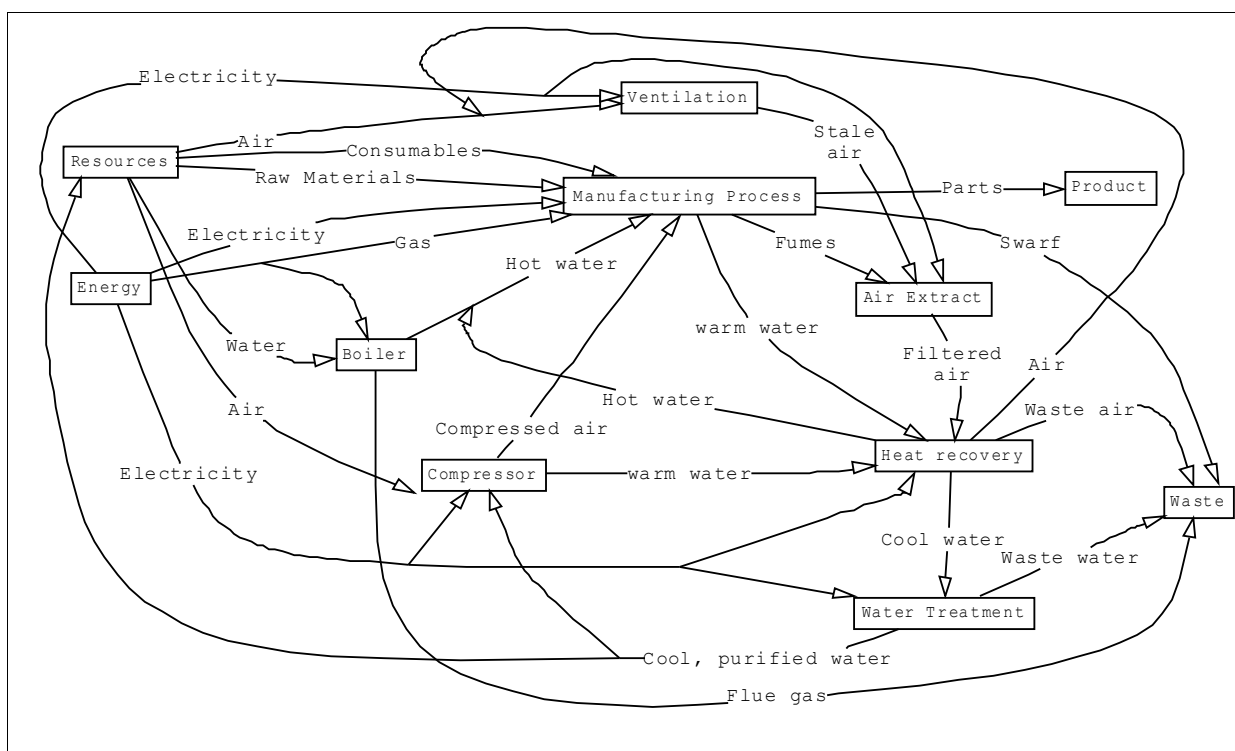 Electricity
Ventilation
Air
Stale
air
Resources
Consumables
Raw Materials
Manufacturing Process
Parts
Product
Electricity
Gas
Fumes
Swarf
Hot water
Energy
Air Extract
warm water
Water
Boiler
Filtered
air
Air
Hot water
Air
Waste air
Compressed air
Heat recovery
Electricity
Compressor
warm water
Waste
Cool water
Waste water
Water Treatment
Cool, purified water
Flue gas